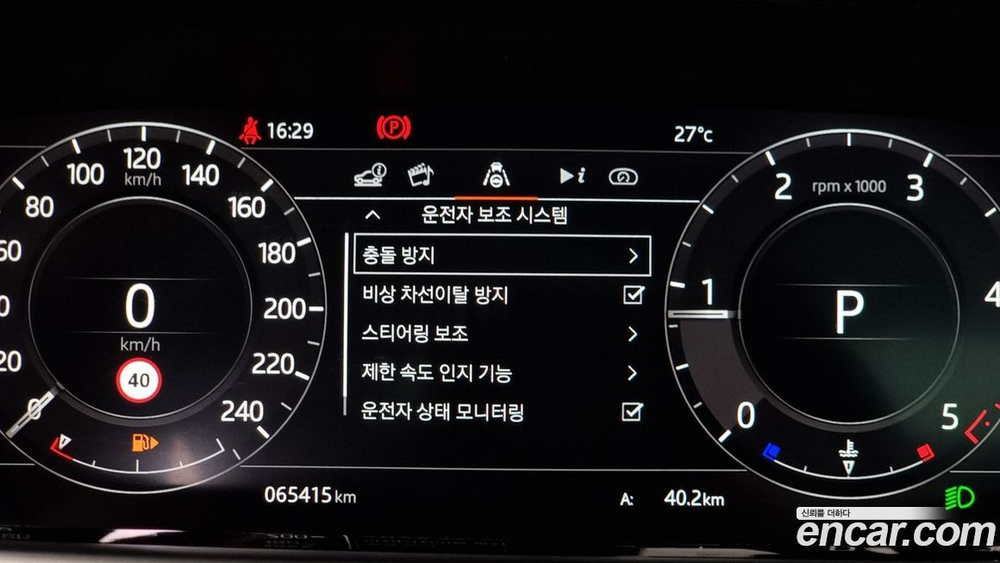 16:29
27°c
80
100
120
140
160
180
200
220
240
km/h
0
km/h
40
0
운전자 보조 시스템
충돌 방지
비상 차선이탈 방지
스티어링 보조
제한 속도 인지 기능
운전자 상태 모니터링
rpm x 1000
0
1
2
3
4
5
P
065415 km
A: 40.2km
신뢰를 더하다
encar.com